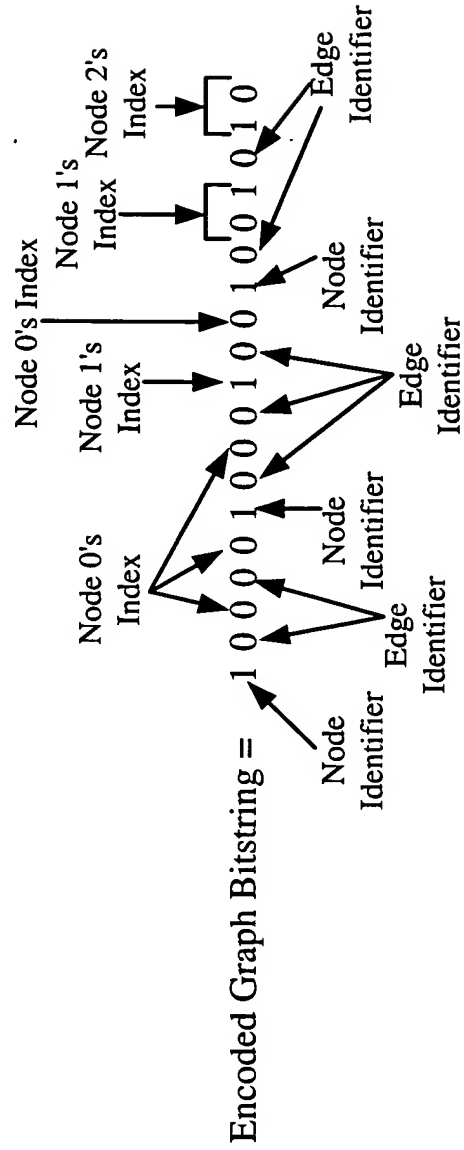 Node 0's
Index
Node 0's Index
Node 1's
Index
Node 1's
Index
Node 2's
Index
Encoded Graph Bitstring = 1 0 0 0 0 1 0 0 0 1 0 0 1 0 0 1 0 1 0
Node
Identifier
Edge
Identifier
Node
Identifier
Edge
Identifier
Node
Identifier
Edge
Identifier